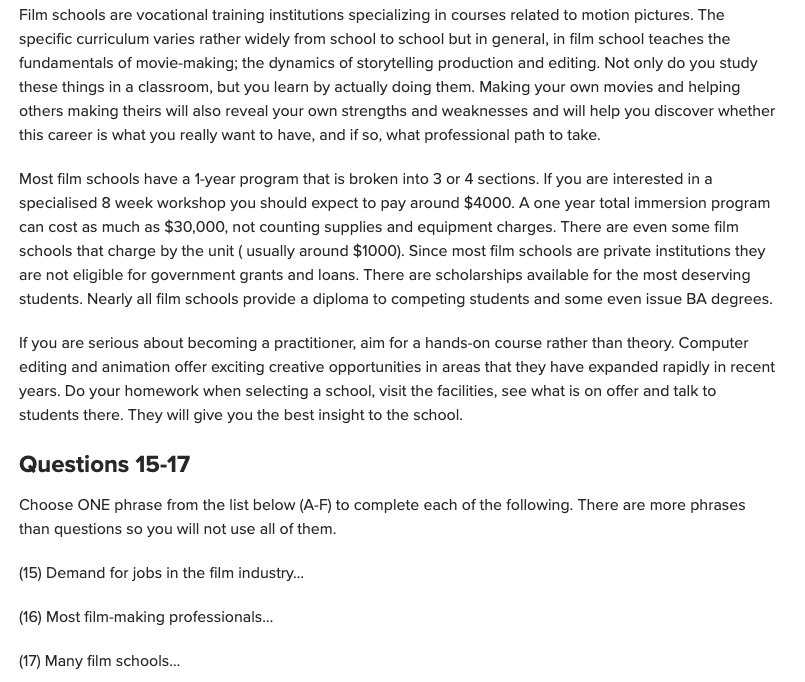 Film schools are vocational training institutions specializing in courses related to motion pictures. The
specific curriculum varies rather widely from school to school but in general, in film school teaches the
fundamentals of movie-making; the dynamics of storytelling production and editing. Not only do you study
these things in a classroom, but you learn by actually doing them. Making your own movies and helping
others making theirs will also reveal your own strengths and weaknesses and will help you discover whether
this career is what you really want to have, and if so, what professional path to take.
Most film schools have a 1-year program that is broken into 3 or 4 sections. If you are interested in a
specialised 8 week workshop you should expect to pay around $4000. A one year total immersion program
can cost as much as $30,000, not counting supplies and equipment charges. There are even some film
schools that charge by the unit ( usually around $1000). Since most film schools are private institutions they
are not eligible for government grants and loans. There are scholarships available for the most deserving
students. Nearly all film schools provide a diploma to competing students and some even issue BA degrees.
If you are serious about becoming a practitioner, aim for a hands-on course rather than theory. Computer
editing and animation offer exciting creative opportunities in areas that they have expanded rapidly in recent
years. Do your homework when selecting a school, visit the facilities, see what is on offer and talk to
students there. They will give you the best insight to the school.
Questions 15-17
Choose ONE phrase from the list below (A-F) to complete each of the following. There are more phrases
than questions so you will not use all of them.
(15) Demand for jobs in the film industry...
(16) Most film-making professionals...
(17) Many film schools...